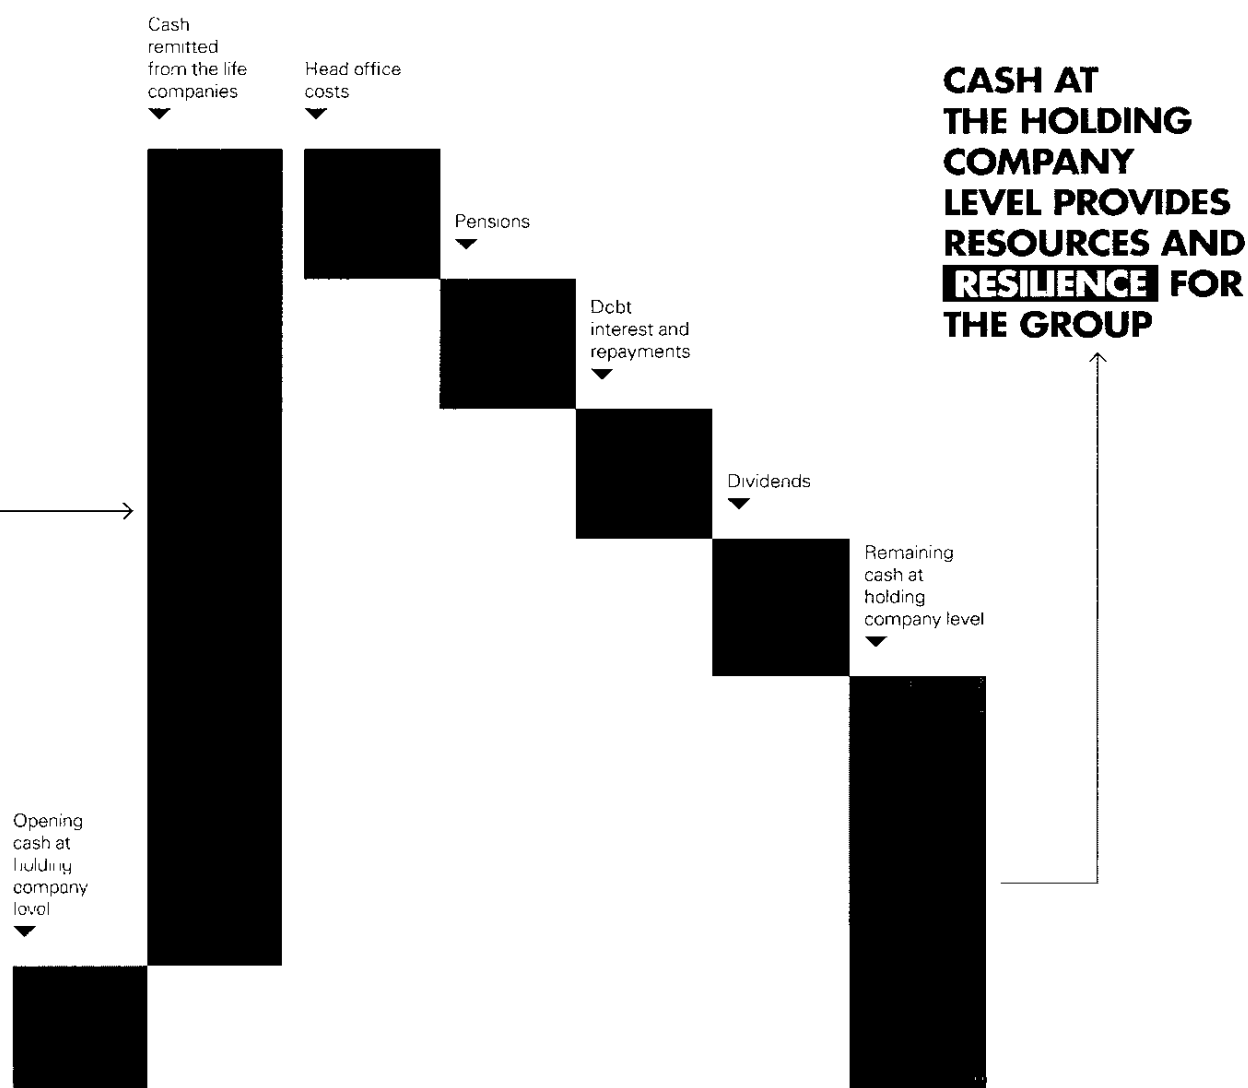 Cash
remitted
from the life
companies
Head office
costs
Pensions
Debt
interest and
repayments
Dividends
Remaining
cash at
holding
company level
Opening
cash at
holding
company
level
CASH AT
THE HOLDING
COMPANY
LEVEL PROVIDES
RESOURCES AND
RESILIENCE FOR
THE GROUP